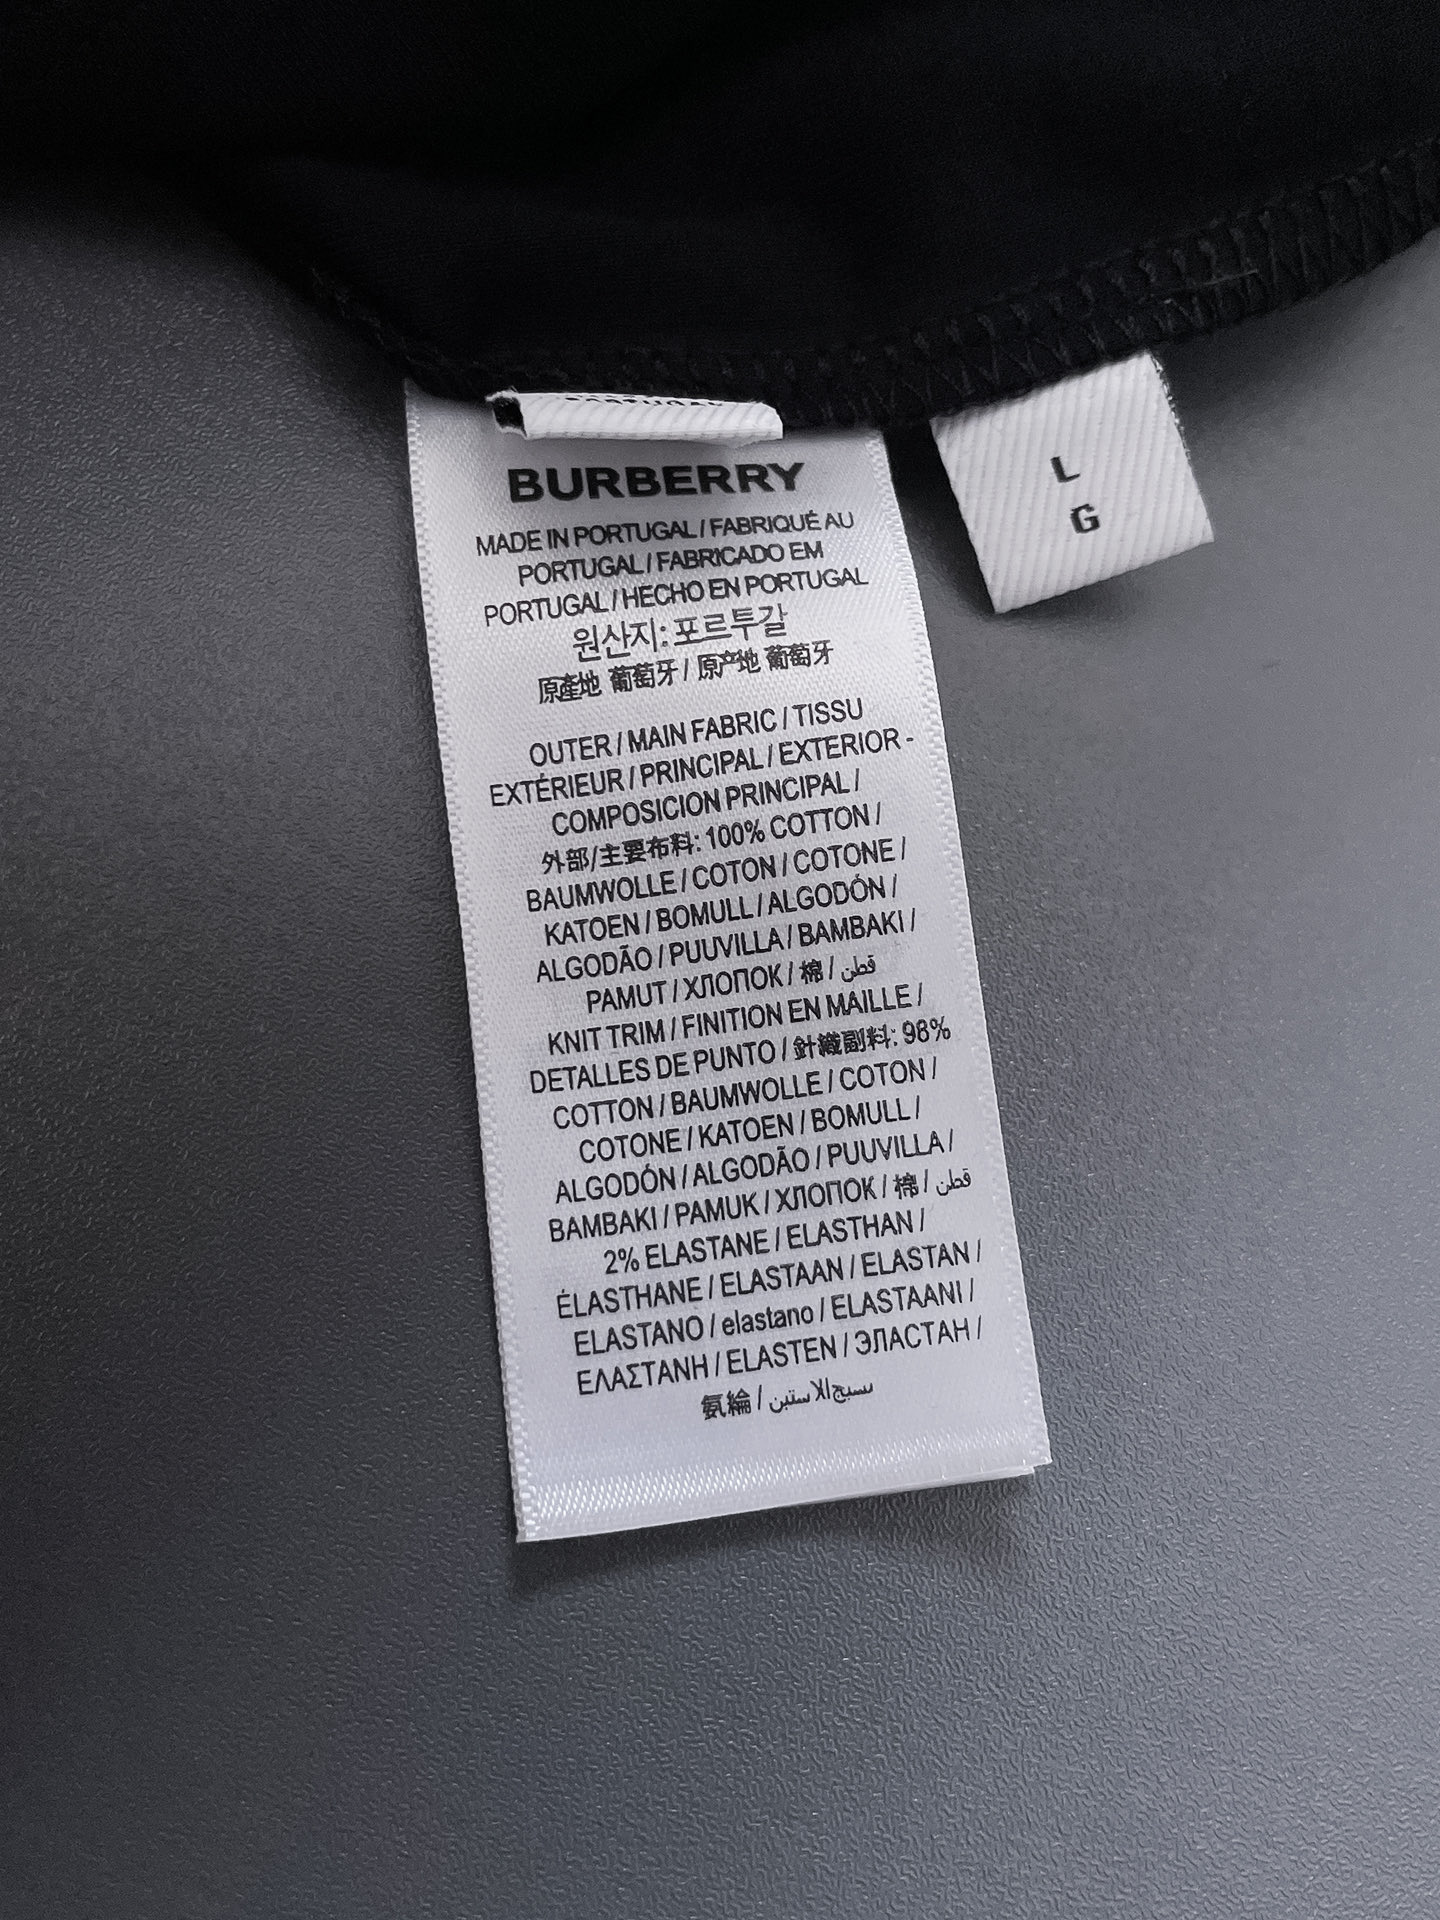 BURBERRY
MADE IN PORTUGAL / FABRIQUÉ AU
PORTUGAL / FABRICADO EM
PORTUGAL / HECHO EN PORTUGAL
원산지: 포르투갈
原產地 葡萄牙 / 原产地 葡萄牙
OUTER / MAIN FABRIC / TISSU
EXTÉRIEUR / PRINCIPAL / EXTERIOR -
COMPOSICION PRINCIPAL /
外部/主要布料: 100% COTTON /
BAUMWOLLE / COTON / COTONE /
KATOEN / BOMULL / ALGODÓN /
ALGODÃO / PUUVILLA / BAMBAKI /
PAMUT / ХЛОПОК / 棉 / قطن
KNIT TRIM / FINITION EN MAILLE /
DETALLES DE PUNTO / 針織副料: 98%
COTTON / BAUMWOLLE / COTON /
COTONE / KATOEN / BOMULL /
ALGODÓN / ALGODÃO / PUUVILLA /
BAMBAKI / PAMUK / ХЛОПОК / 棉 / قطن
2% ELASTANE / ELASTHAN /
ÉLASTHANE / ELASTAAN / ELASTAN /
ELASTANO / elastano / ELASTAANI /
ΕΛΑΣΤΑΝΗ / ELASTEN / ЭЛАСТАН /
氨綸 / نسيج الاستين
L
G